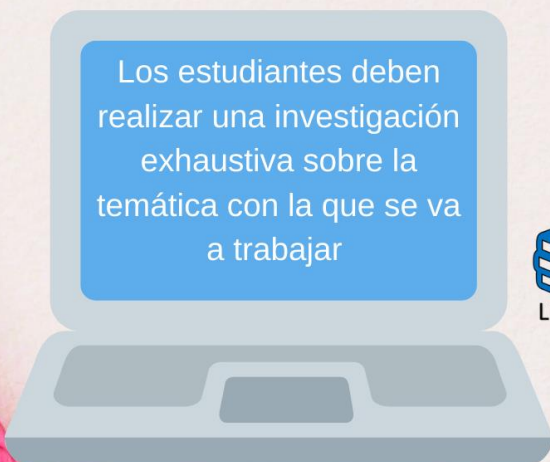 Los estudiantes deben
realizar una investigación
exhaustiva sobre la
temática con la que se va
a trabajar